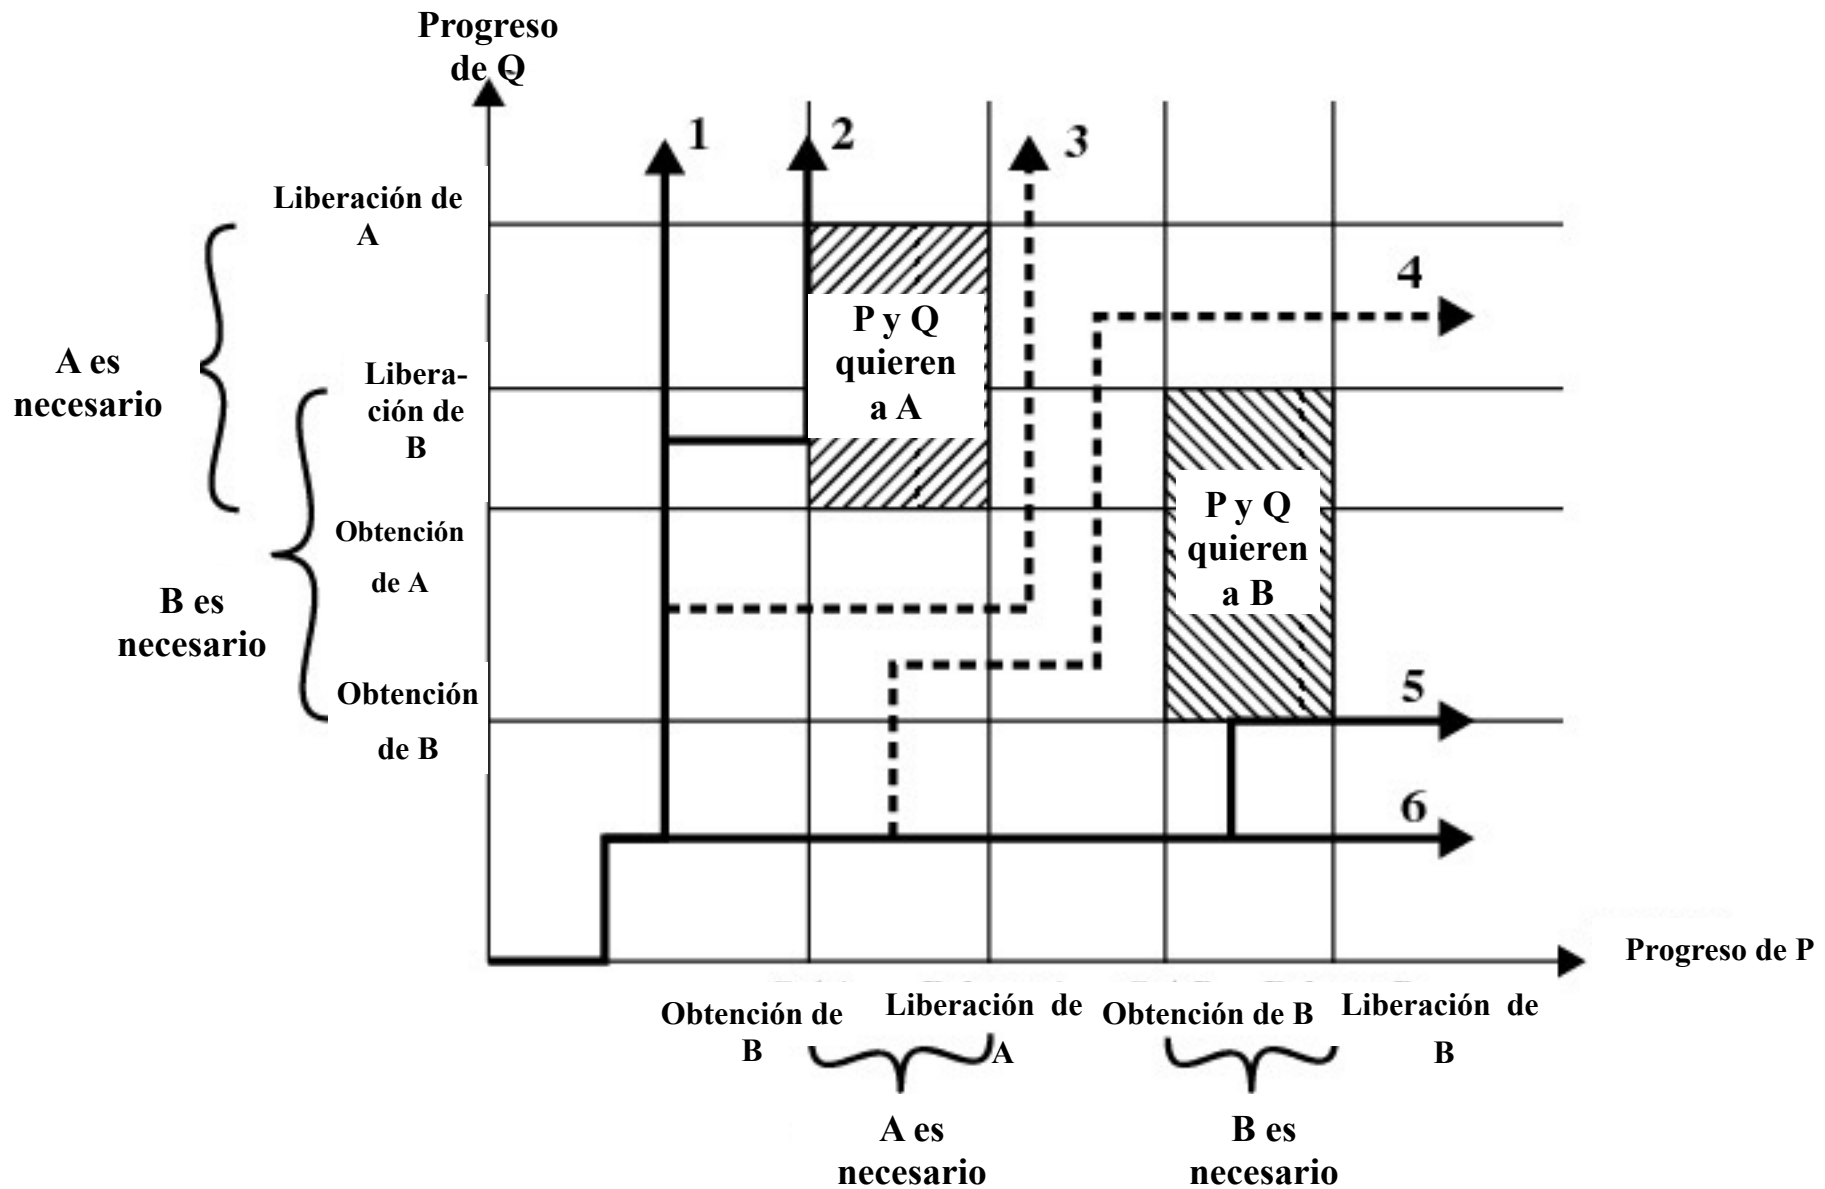 Progreso
de Q
1
2
3
Liberación de
A
4
P y Q
quieren
a A
A es
necesario
Libera-
ción de
B
P y Q
quieren
a B
Obtención
de A
B es
necesario
Obtención
de B
5
6
Progreso de P
Obtención de
B
Liberación de
A
Obtención de B
Liberación de
B
A es
necesario
B es
necesario